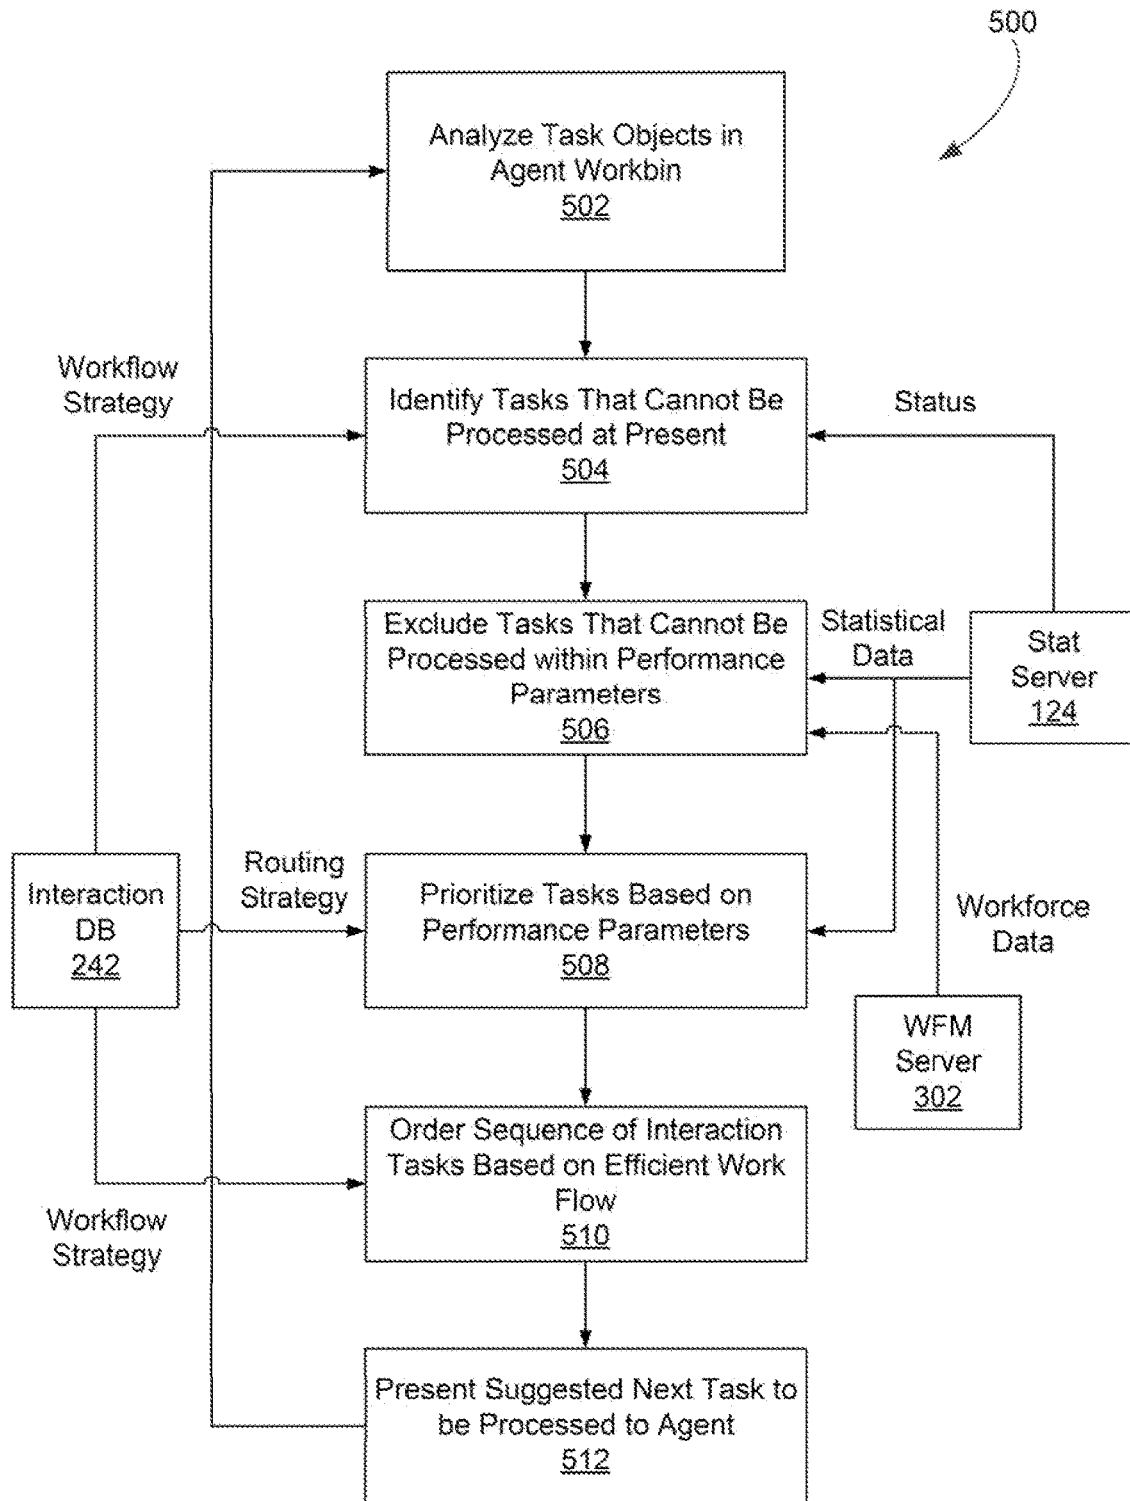 500
Analyze Task Objects in
Agent Workbin
502
Workflow
Strategy
Identify Tasks That Cannot Be
Processed at Present
504
Status
Exclude Tasks That Cannot Be
Processed within Performance
Parameters
506
Statistical
Data
Stat
Server
124
Interaction
DB
242
Routing
Strategy
Prioritize Tasks Based on
Performance Parameters
508
Workforce
Data
WFM
Server
302
Order Sequence of Interaction
Tasks Based on Efficient Work
Flow
510
Workflow
Strategy
Present Suggested Next Task to
be Processed to Agent
512